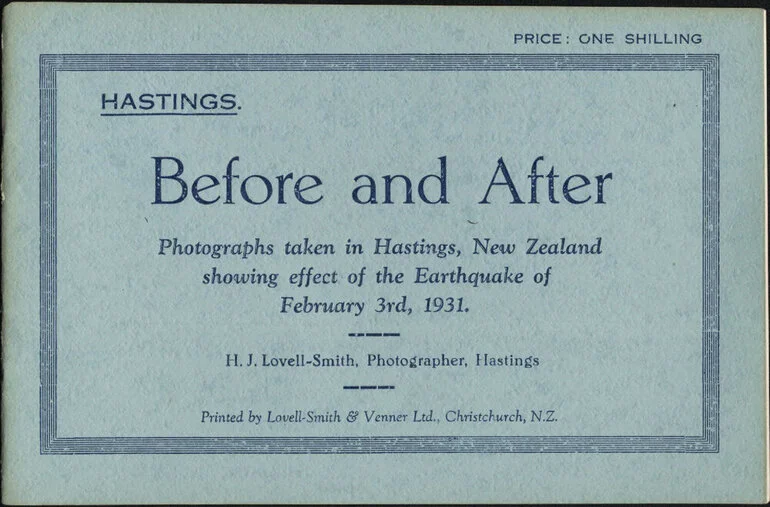 PRICE: ONE SHILLING
HASTINGS.
Before and After
Photographs taken in Hastings, New Zealand
showing effect of the Earthquake of
February 3rd, 1931.
H. J. Lovell-Smith, Photographer, Hastings
Printed by Lovell-Smith & Venner Ltd., Christchurch, N.Z.